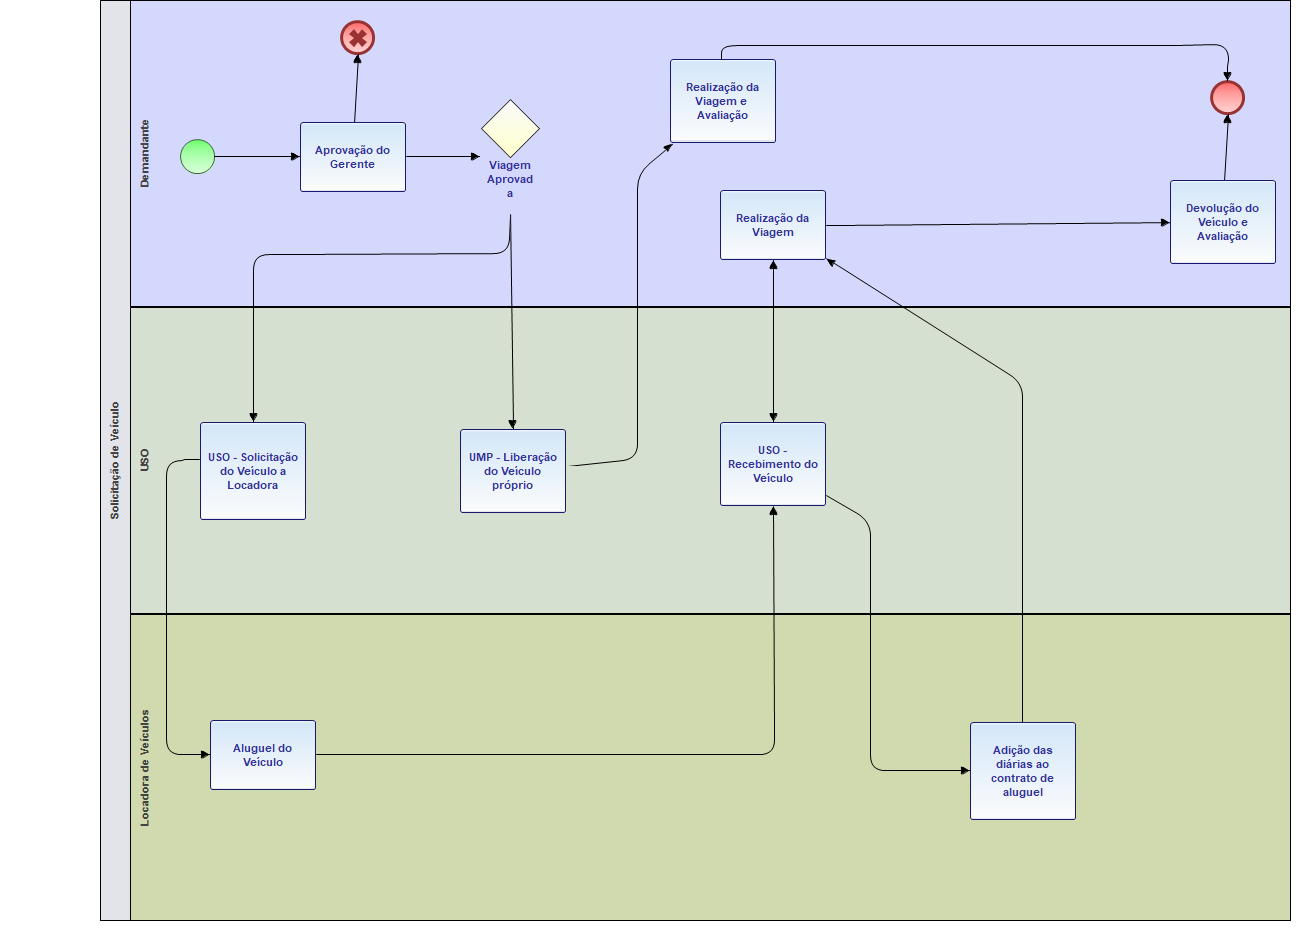 Solicitação de Veículo
Demandante
Aprovação do
Gerente
Viagem
Aprovad
a
Realização da
Viagem e
Avaliação
Realização da
Viagem
Devolução do
Veículo e
Avaliação
USO
USO - Solicitação
do Veículo a
Locadora
UMP - Liberação
do Veículo
próprio
USO -
Recebimento do
Veículo
Locadora de Veículos
Aluguel do
Veículo
Adição das
diárias ao
contrato de
aluguel